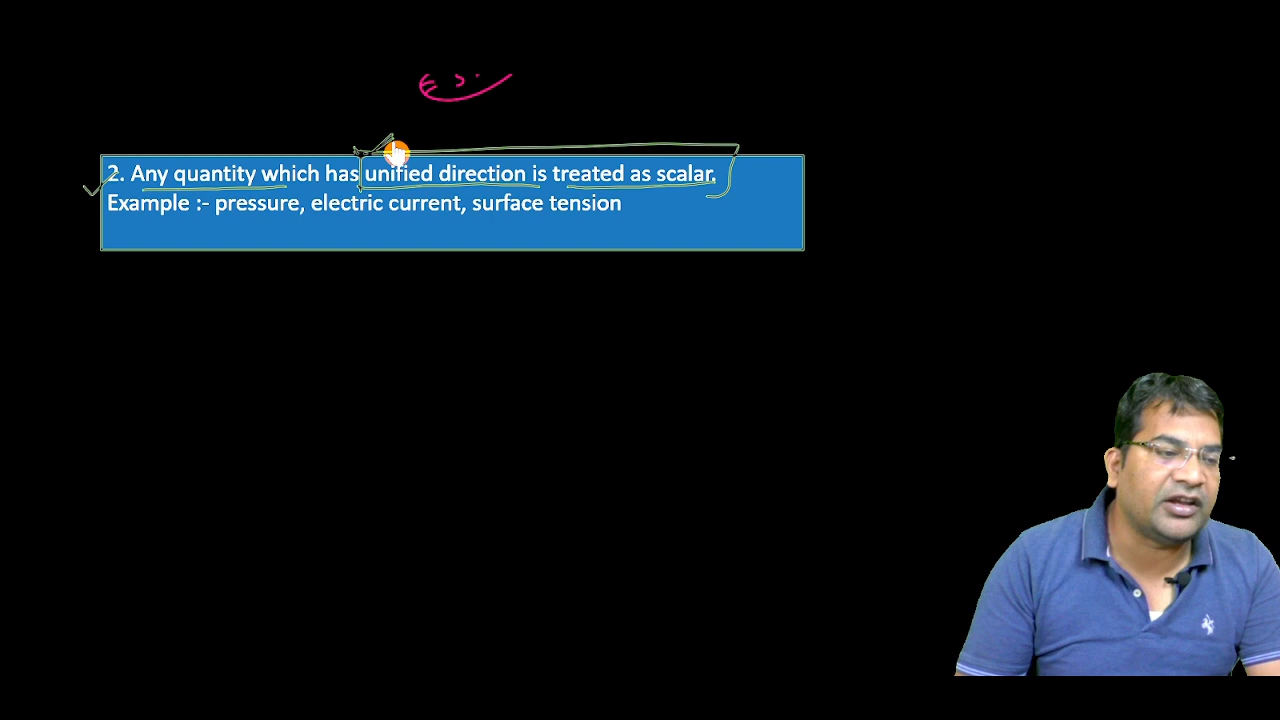 2. Any quantity which has unified direction is treated as scalar.
Example :- pressure, electric current, surface tension